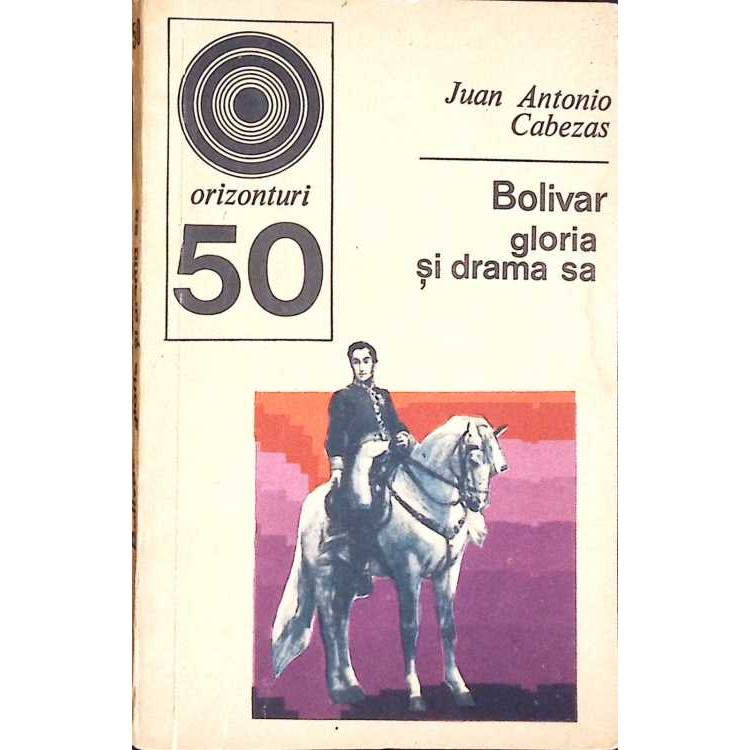 orizonturi
50
Juan Antonio
Cabezas
Bolivar
gloria
și drama sa